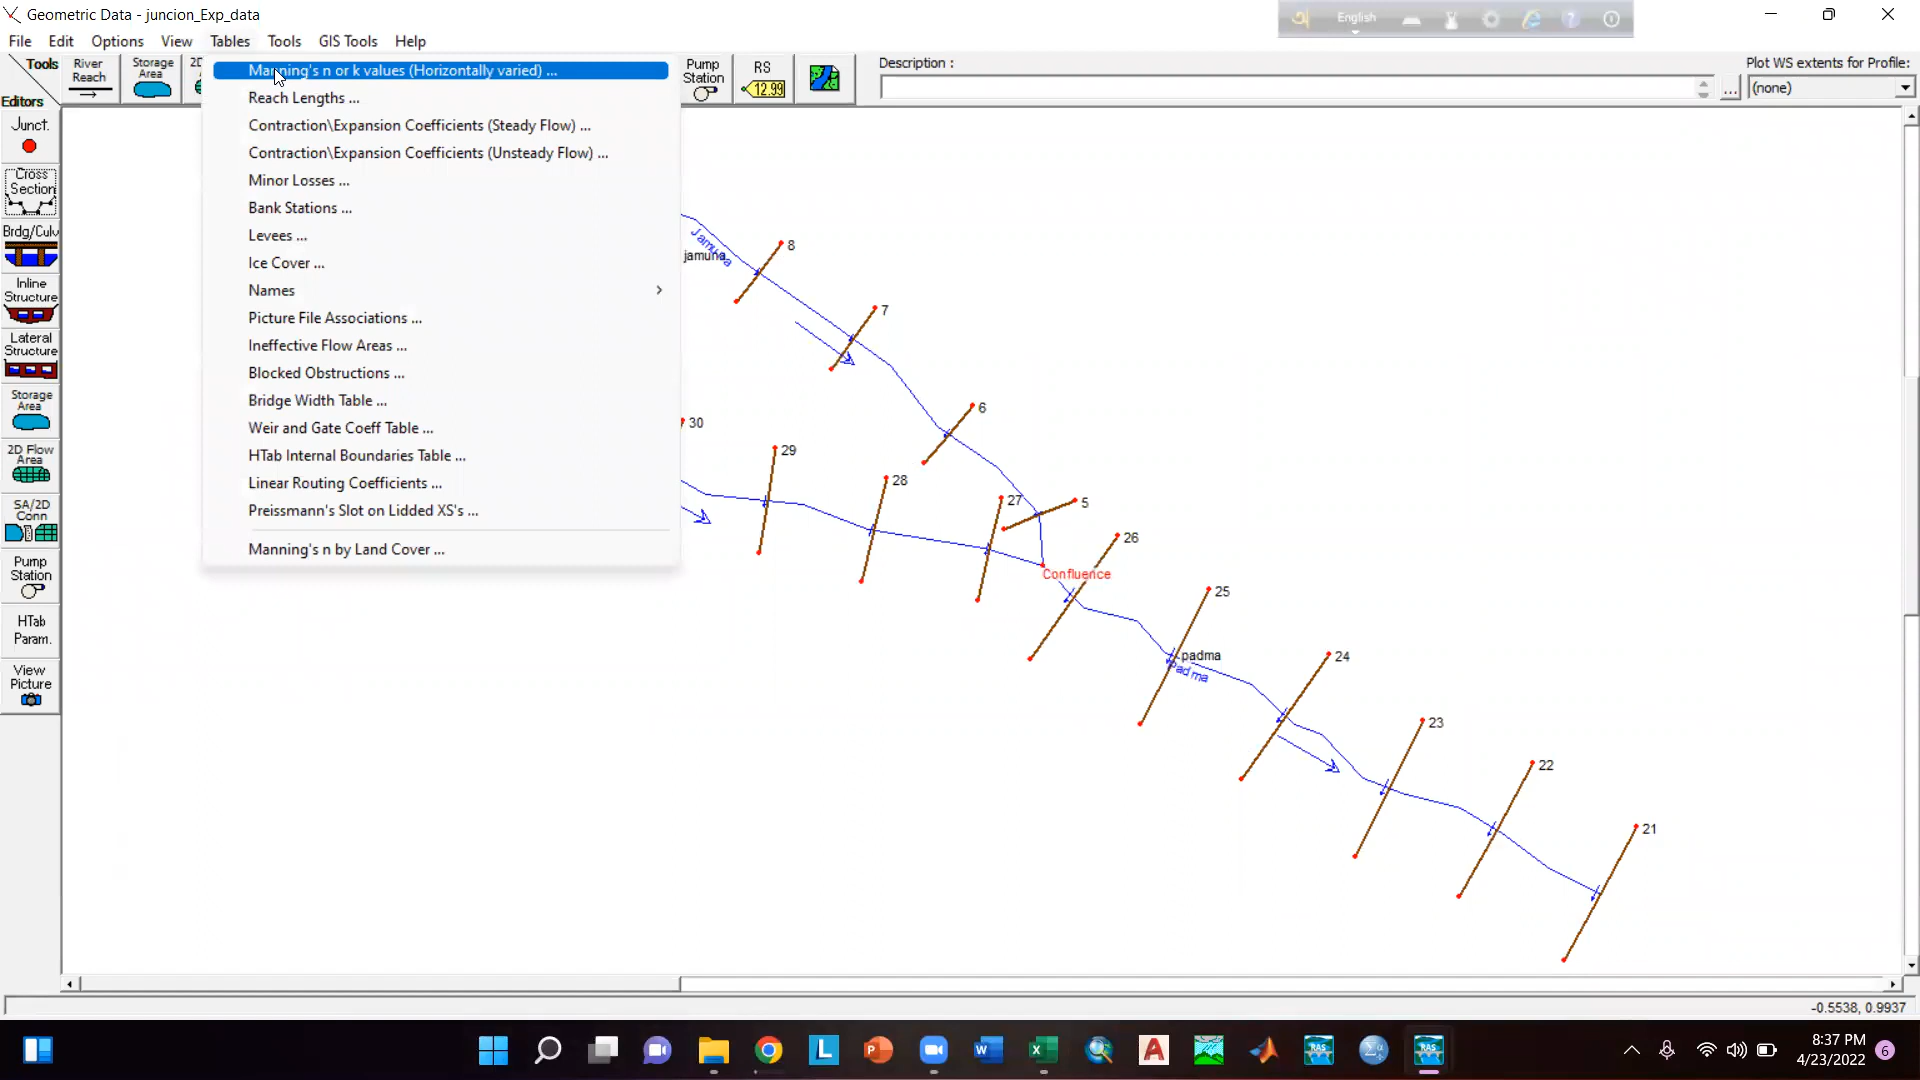 Geometric Data - juncion_Exp_data
English
File Edit Options View Tables Tools GIS Tools Help
Tools
Editors
River
Reach
Storage
Area
Pump
Station
RS
12.99
Description :
...
Plot WS extents for Profile:
(none)
Manning's n or k values (Horizontally varied) ...
Reach Lengths ...
Contraction\Expansion Coefficients (Steady Flow) ...
Contraction\Expansion Coefficients (Unsteady Flow) ...
Minor Losses ...
Bank Stations ...
Levees ...
Ice Cover ...
Names
Picture File Associations ...
Ineffective Flow Areas ...
Blocked Obstructions ...
Bridge Width Table ...
Weir and Gate Coeff Table ...
HTab Internal Boundaries Table ...
Linear Routing Coefficients ...
Preissmann's Slot on Lidded XS's ...
Manning's n by Land Cover ...
Junct.
Cross
Section
Brdg/Culv
Inline
Structure
Lateral
Structure
Storage
Area
2D Flow
Area
SA/2D
Conn
Pump
Station
HTab
Param.
View
Picture
Jamuna
jamuna
8
7
6
5
30
29
28
27
26
Confluence
25
padma
Padma
24
23
22
21
-0.5538, 0.9937
8:37 PM
4/23/2022
6